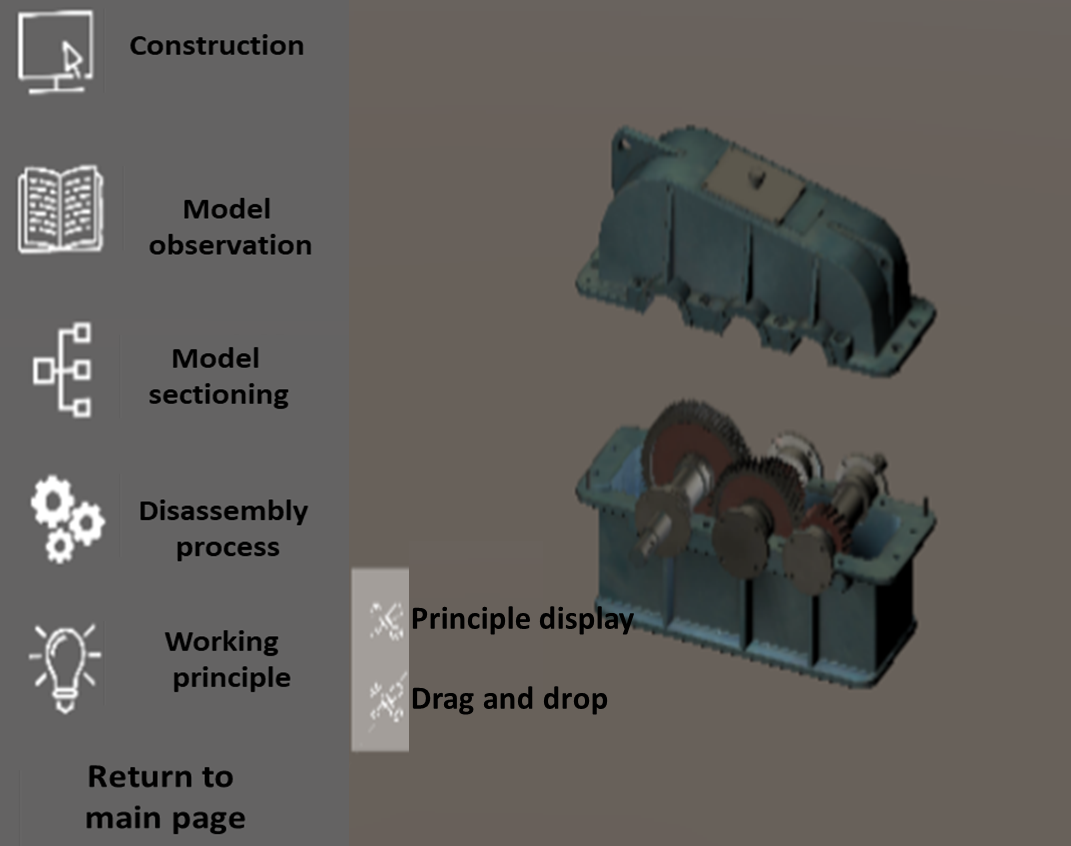 Construction
Model
observation
Model
sectioning
Disassembly
process
Working
principle
Principle display
Drag and drop
Return to
main page